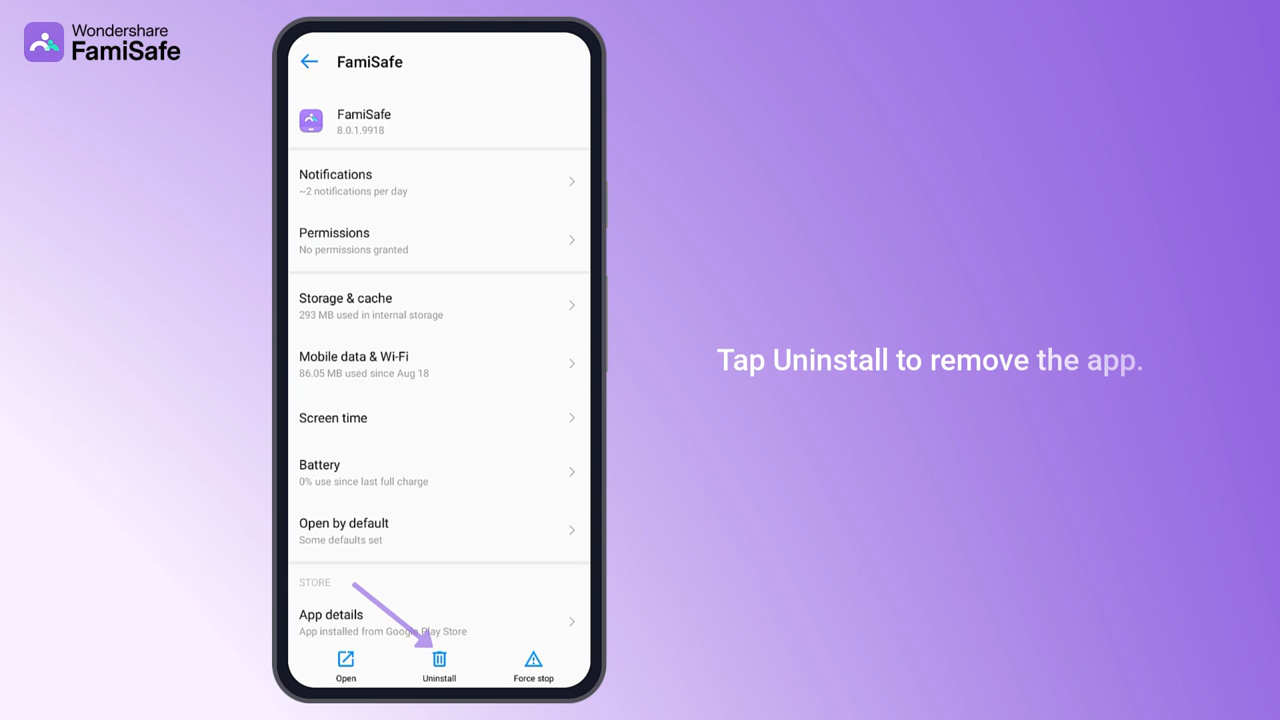 Wondershare
FamiSafe
FamiSafe
FamiSafe
8.0.1.9918
Notifications
~2 notifications per day
Permissions
No permissions granted
Storage & cache
293 MB used in internal storage
Mobile data & Wi-Fi
86.05 MB used since Aug 18
Screen time
Battery
0% use since last full charge
Open by default
Some defaults set
STORE
App details
App installed from Google Play Store
Open
Uninstall
Force stop
Tap Uninstall to remove the app.